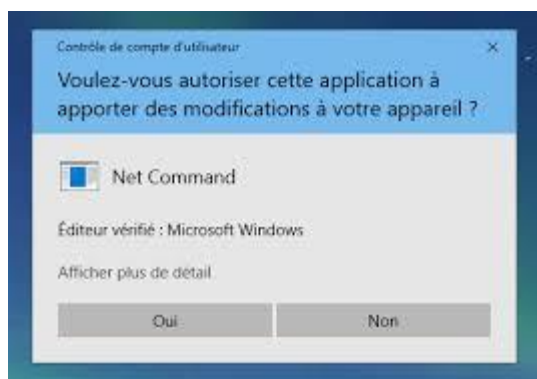 Contrôle de compte d'utilisateur
Voulez-vous autoriser cette application à
apporter des modifications à votre appareil ?
Net Command
Éditeur vérifié : Microsoft Windows
Afficher plus de détail
Oui Non